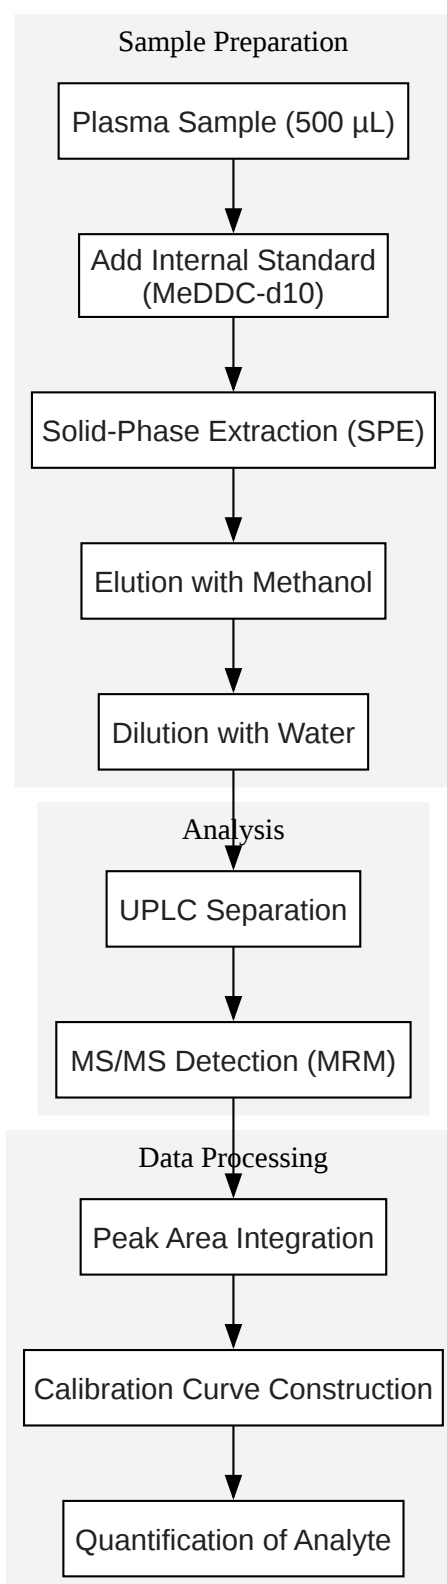 Sample Preparation
Plasma Sample (500 µL)
Add Internal Standard
(MeDDC-d10)
Solid-Phase Extraction (SPE)
Elution with Methanol
Dilution with Water
Analysis
UPLC Separation
MS/MS Detection (MRM)
Data Processing
Peak Area Integration
Calibration Curve Construction
Quantification of Analyte